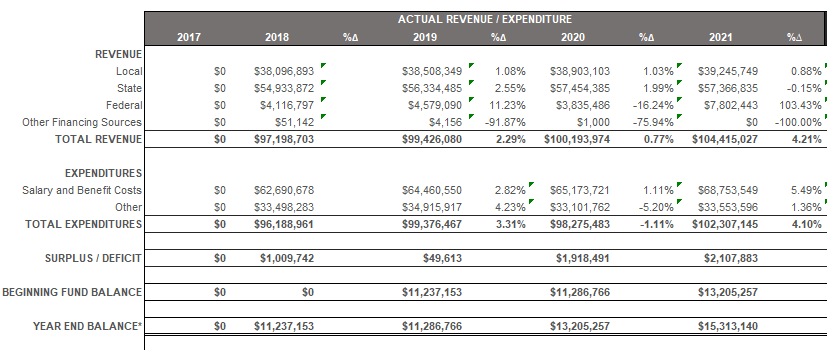 ACTUAL REVENUE / EXPENDITURE
2017 2018 %Δ 2019 %Δ 2020 %Δ 2021 %Δ
REVENUE
Local $0 $38,096,893 $38,508,349 1.08% $38,903,103 1.03% $39,245,749 0.88%
State $0 $54,933,872 $56,334,485 2.55% $57,454,385 1.99% $57,366,835 -0.15%
Federal $0 $4,116,797 $4,579,090 11.23% $3,835,486 -16.24% $7,802,443 103.43%
Other Financing Sources $0 $51,142 $4,156 -91.87% $1,000 -75.94% $0 -100.00%
TOTAL REVENUE $0 $97,198,703 $99,426,080 2.29% $100,193,974 0.77% $104,415,027 4.21%
EXPENDITURES
Salary and Benefit Costs $0 $62,690,678 $64,460,550 2.82% $65,173,721 1.11% $68,753,549 5.49%
Other $0 $33,498,283 $34,915,917 4.23% $33,101,762 -5.20% $33,553,596 1.36%
TOTAL EXPENDITURES $0 $96,188,961 $99,376,467 3.31% $98,275,483 -1.11% $102,307,145 4.10%
SURPLUS / DEFICIT $0 $1,009,742 $49,613 $1,918,491 $2,107,883
BEGINNING FUND BALANCE $0 $0 $11,237,153 $11,286,766 $13,205,257
YEAR END BALANCE* $0 $11,237,153 $11,286,766 $13,205,257 $15,313,140